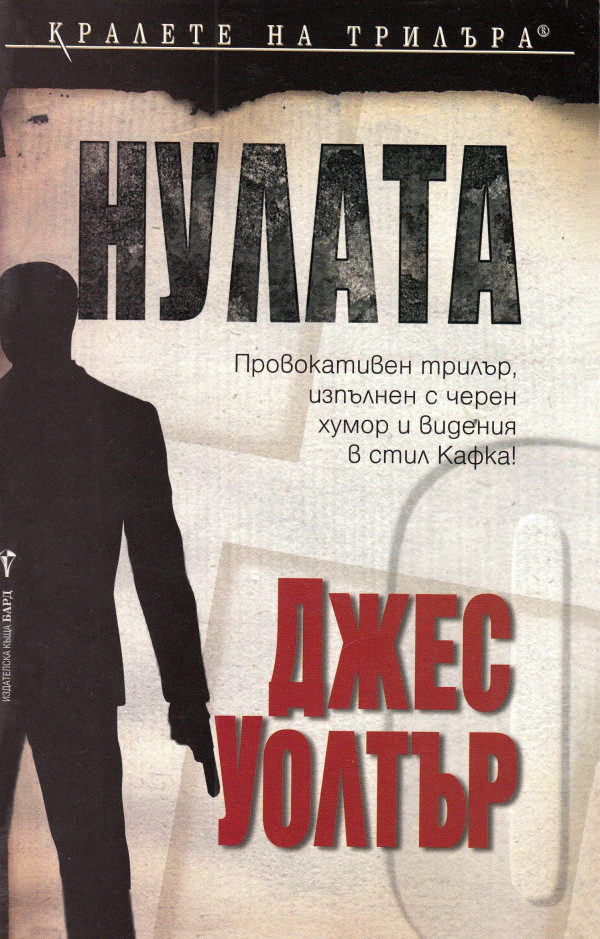 КРАЛЕТЕ НА ТРИЛЪРА®
НУЛАТА
Провокативен трилър,
изпълнен с черен
хумор и видения
в стил Кафка!
ИЗДАТЕЛСКА КЪЩА БАРД
ДЖЕС
УОЛТЪР